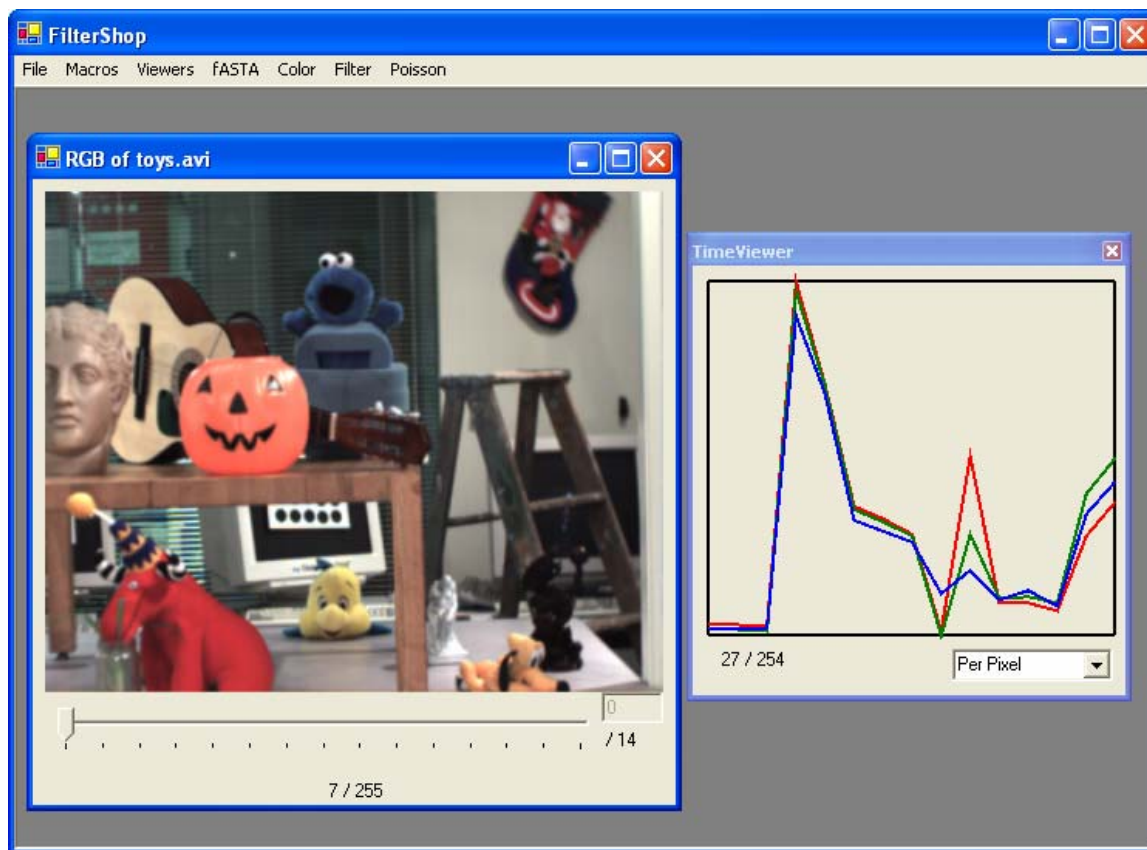 FilterShop
File Macros Viewers fASTA Color Filter Poisson
RGB of toys.avi
TimeViewer
27 / 254
Per Pixel
0
/ 14
7 / 255